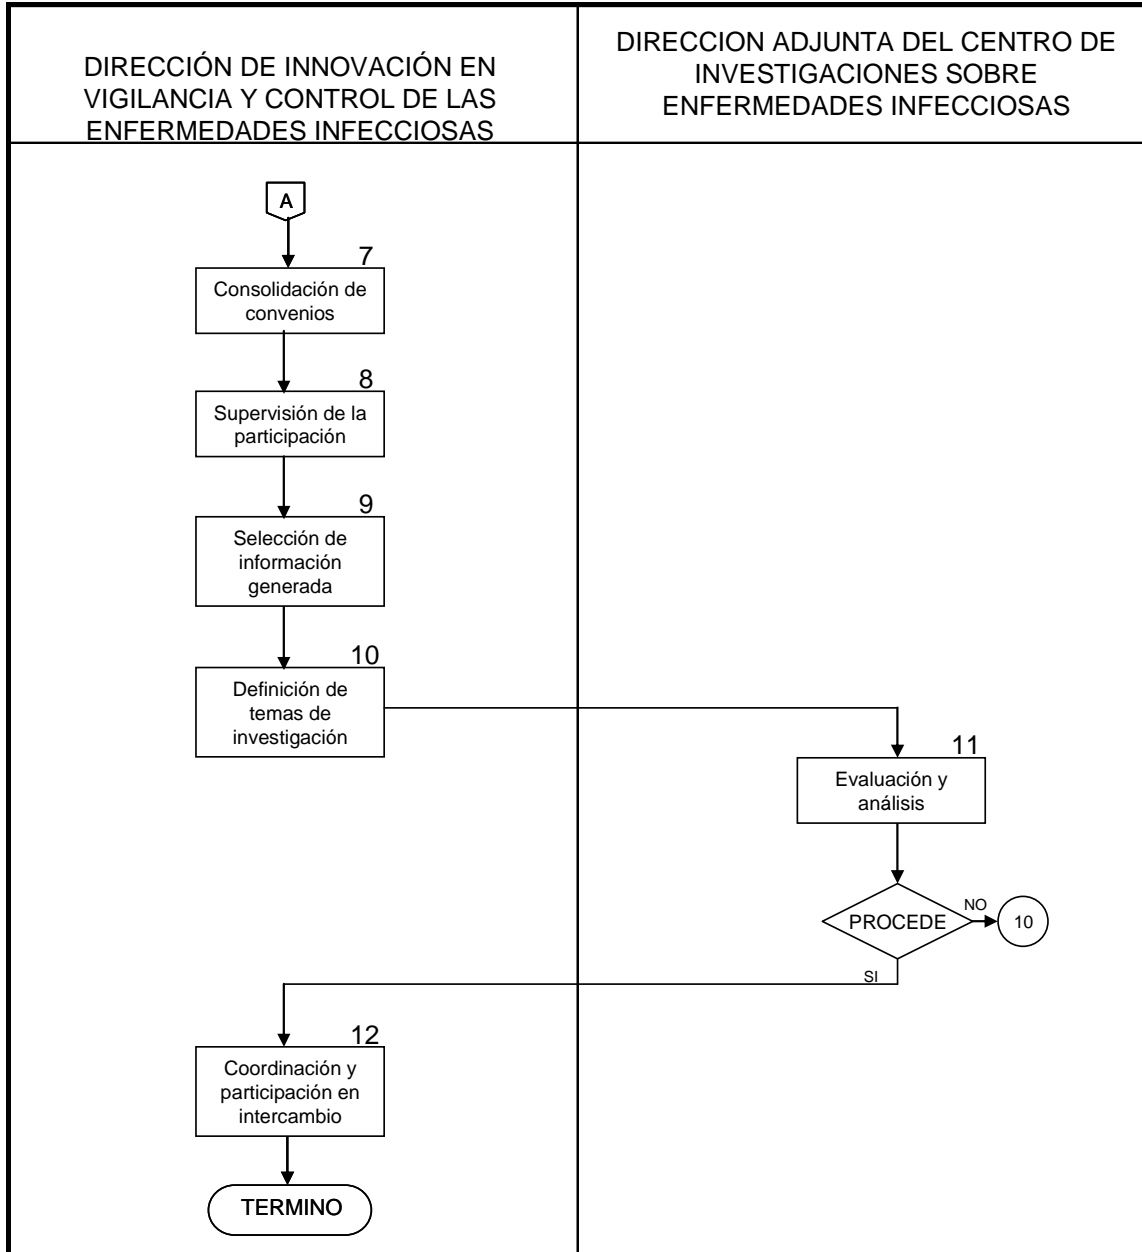 DIRECCIÓN DE INNOVACIÓN EN
VIGILANCIA Y CONTROL DE LAS
ENFERMEDADES INFECCIOSAS
DIRECCION ADJUNTA DEL CENTRO DE
INVESTIGACIONES SOBRE
ENFERMEDADES INFECCIOSAS
A
7
Consolidación de
convenios
8
Supervisión de la
participación
9
Selección de
información
generada
10
Definición de
temas de
investigación
11
Evaluación y
análisis
PROCEDE
NO
10
SI
12
Coordinación y
participación en
intercambio
TERMINO